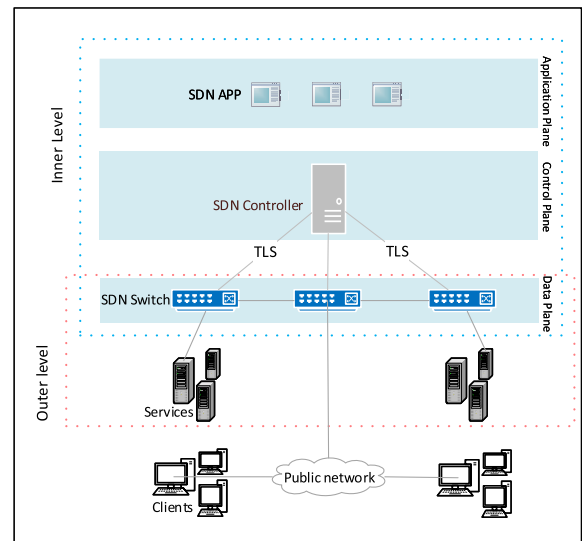 SDN APP
Application Plane
Inner Level
SDN Controller
Control Plane
TLS
TLS
SDN Switch
Data Plane
Outer level
Services
Public network
Clients